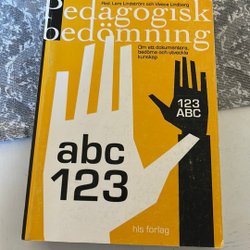 Pedagogisk
Red. Lars Lindström och Viveca Lindberg
bedömning
Om att dokumentera,
bedöma och utveckla
kunskap
123
ABC
abc
123
hls förlag